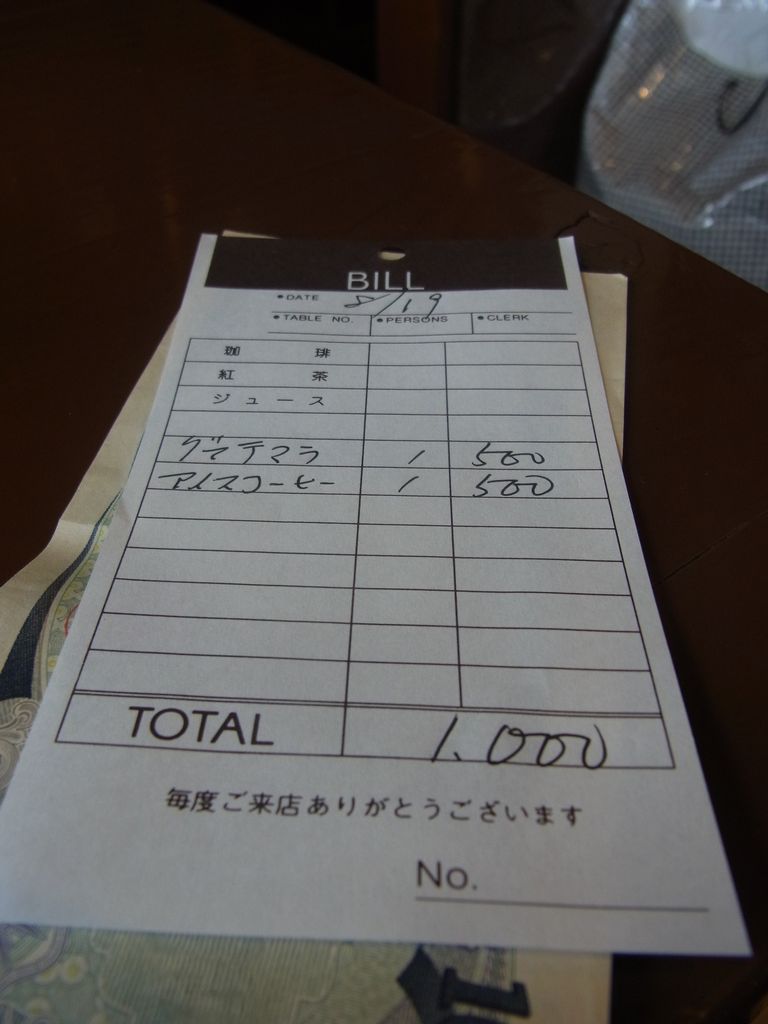 BILL
•DATE 8/19
•TABLE NO. •PERSONS •CLERK
珈琲
紅茶
ジュース
グァテマラ 1 500
アイスコーヒー 1 500
TOTAL 1.000
毎度ご来店ありがとうございます
No.